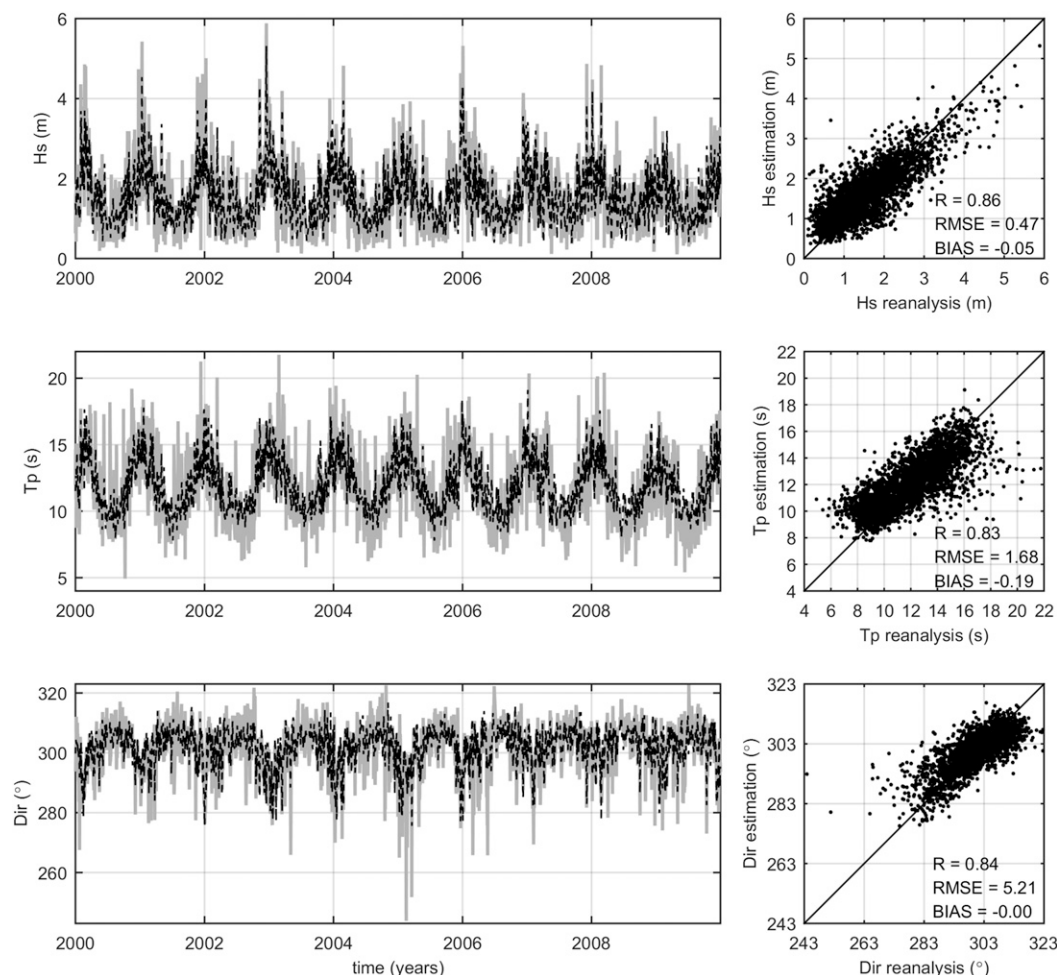 6
4
2
0
Hs (m)
2000 2002 2004 2006 2008
6
5
4
3
2
1
0
Hs estimation (m)
R = 0.86
RMSE = 0.47
BIAS = -0.05
0 1 2 3 4 5 6
Hs reanalysis (m)
20
15
10
5
Tp (s)
2000 2002 2004 2006 2008
22
20
18
16
14
12
10
8
6
4
Tp estimation (s)
R = 0.83
RMSE = 1.68
BIAS = -0.19
4 6 8 10 12 14 16 18 20 22
Tp reanalysis (s)
320
300
280
260
Dir (°)
2000 2002 2004 2006 2008
time (years)
323
303
283
263
243
Dir estimation (°)
R = 0.84
RMSE = 5.21
BIAS = -0.00
243 263 283 303 323
Dir reanalysis (°)